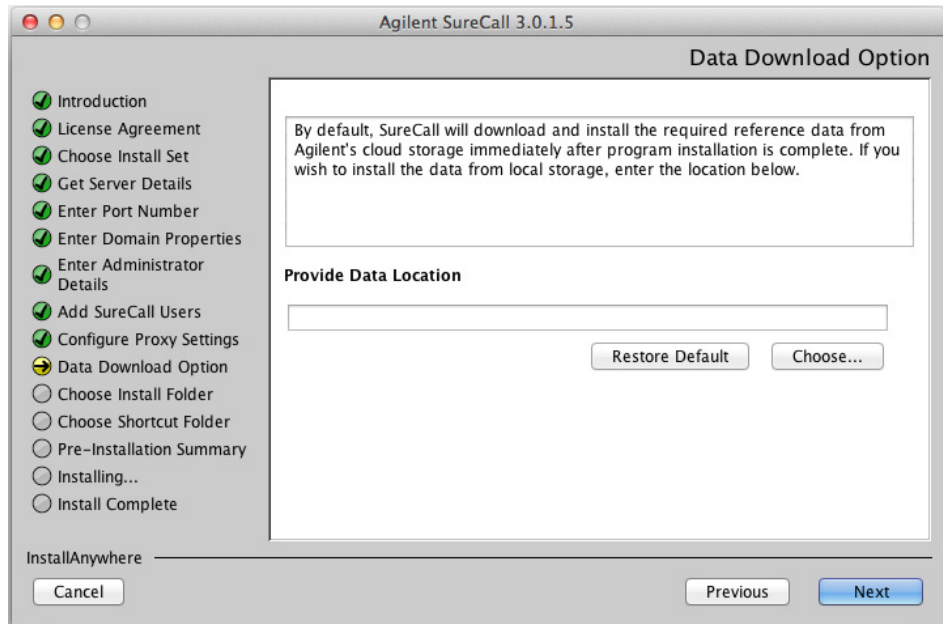 Agilent SureCall 3.0.1.5
Data Download Option
Introduction
License Agreement
Choose Install Set
Get Server Details
Enter Port Number
Enter Domain Properties
Enter Administrator
Details
Add SureCall Users
Configure Proxy Settings
Data Download Option
Choose Install Folder
Choose Shortcut Folder
Pre-Installation Summary
Installing...
Install Complete
By default, SureCall will download and install the required reference data from
Agilent's cloud storage immediately after program installation is complete. If you
wish to install the data from local storage, enter the location below.
Provide Data Location
Restore Default
Choose...
InstallAnywhere
Cancel
Previous
Next